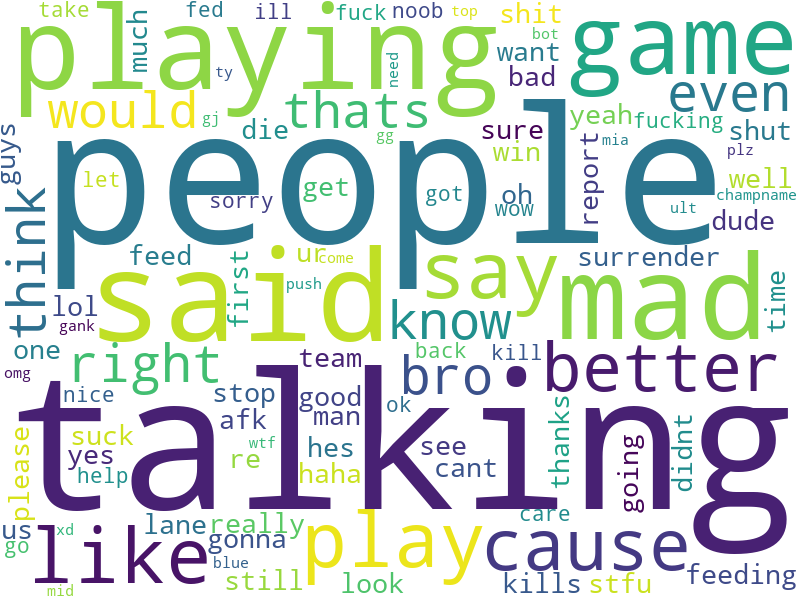 take
fed
ill
fuck
noob
top
shit
playing
game
much
bot
want
need
ty
bad
even
would
gj
thats
die
gg
sure
yeah
fucking
shut
guys
people
win
report
mia
plz
let
sorry
get
got
oh
wow
ult
well
champname
dude
think
feed
first
ur
come
said
say
mad
surrender
time
push
lol
gank
know
one
omg
right
team
back
kill
bro
better
talking
nice
stop
good
man
ok
afk
suck
yes
wtf
hes
see
thanks
didnt
going
please
help
re
haha
cant
us
xd
lane
really
play
care
cause
go
like
gonna
blue
mid
still
look
kills
stfu
feeding